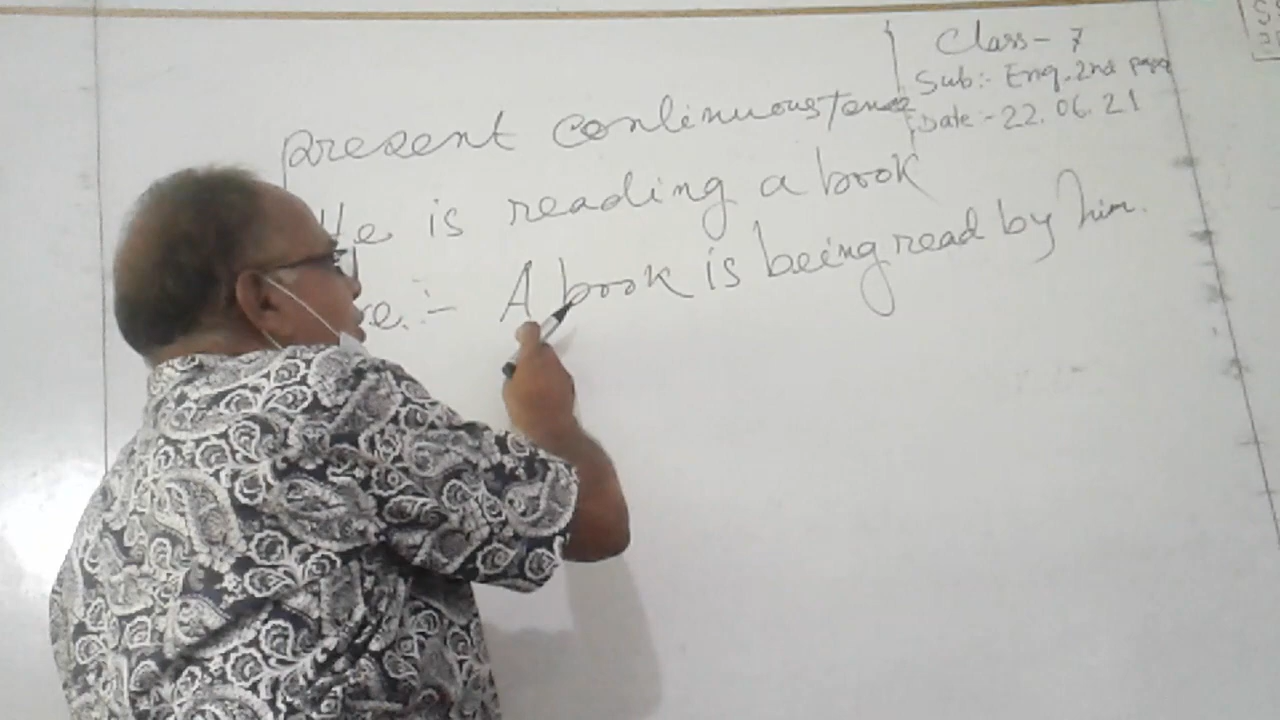 Class- 7
Sub:- Eng. 2nd
Date:- 22.06.21
present continuous tense
He is reading a book
A book is being read by him.